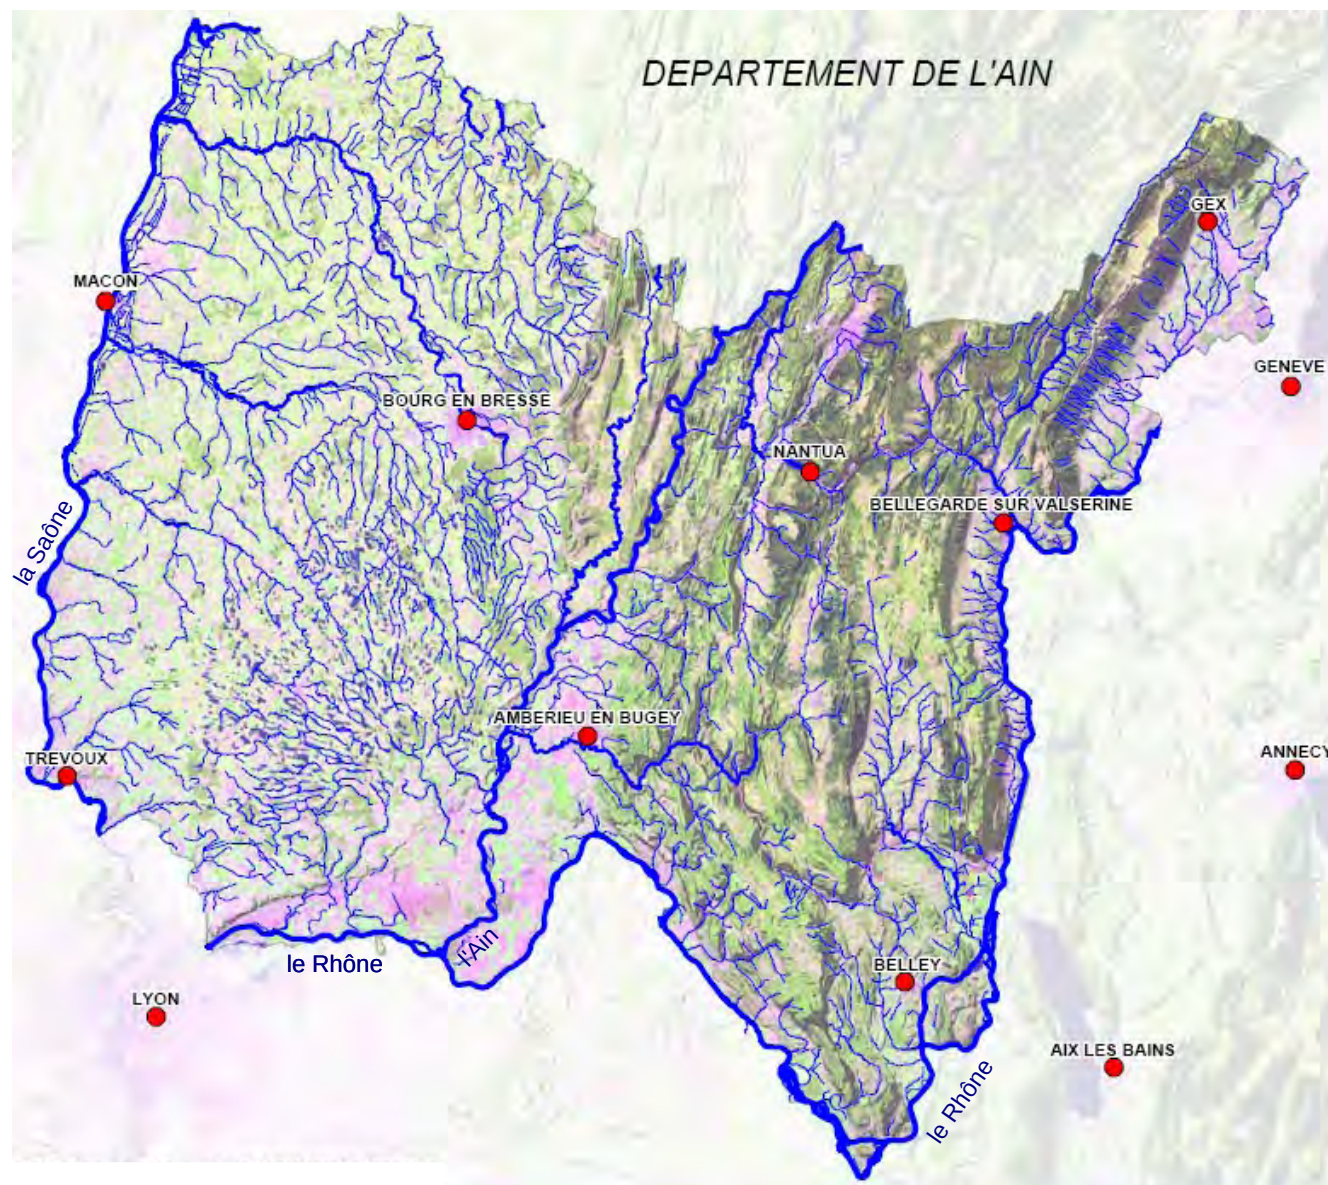 DEPARTEMENT DE L'AIN
GEX
MACON
GENEVE
BOURG EN BRESSE
NANTUA
BELLEGARDE SUR VALSERINE
la Saône
AMBERIEU EN BUGEY
ANNECY
TREVOUX
l'Ain
le Rhône
BELLEY
LYON
AIX LES BAINS
le Rhône